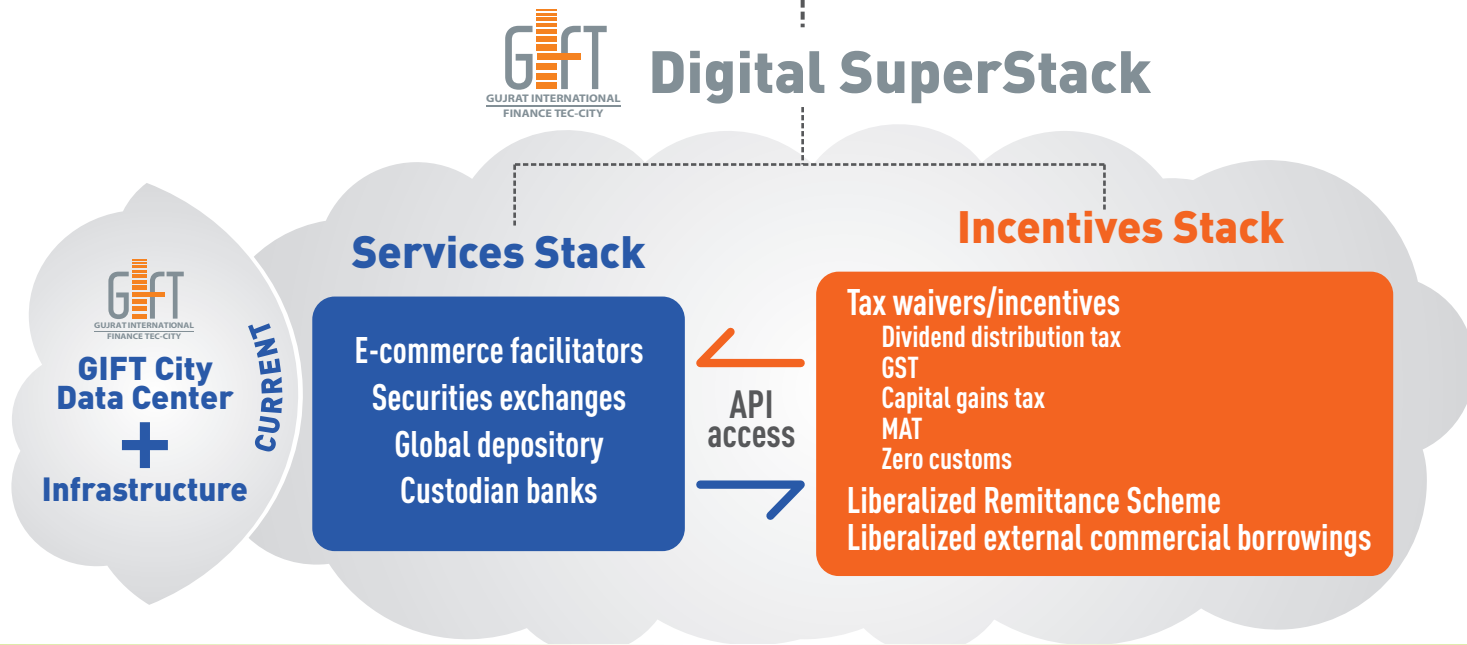 GIFT
GUJRAT INTERNATIONAL
FINANCE TEC-CITY
Digital SuperStack
GIFT
GUJRAT INTERNATIONAL
FINANCE TEC-CITY
GIFT City
Data Center
+
Infrastructure
CURRENT
Services Stack
E-commerce facilitators
Securities exchanges
Global depository
Custodian banks
API
access
Incentives Stack
Tax waivers/incentives
Dividend distribution tax
GST
Capital gains tax
MAT
Zero customs
Liberalized Remittance Scheme
Liberalized external commercial borrowings